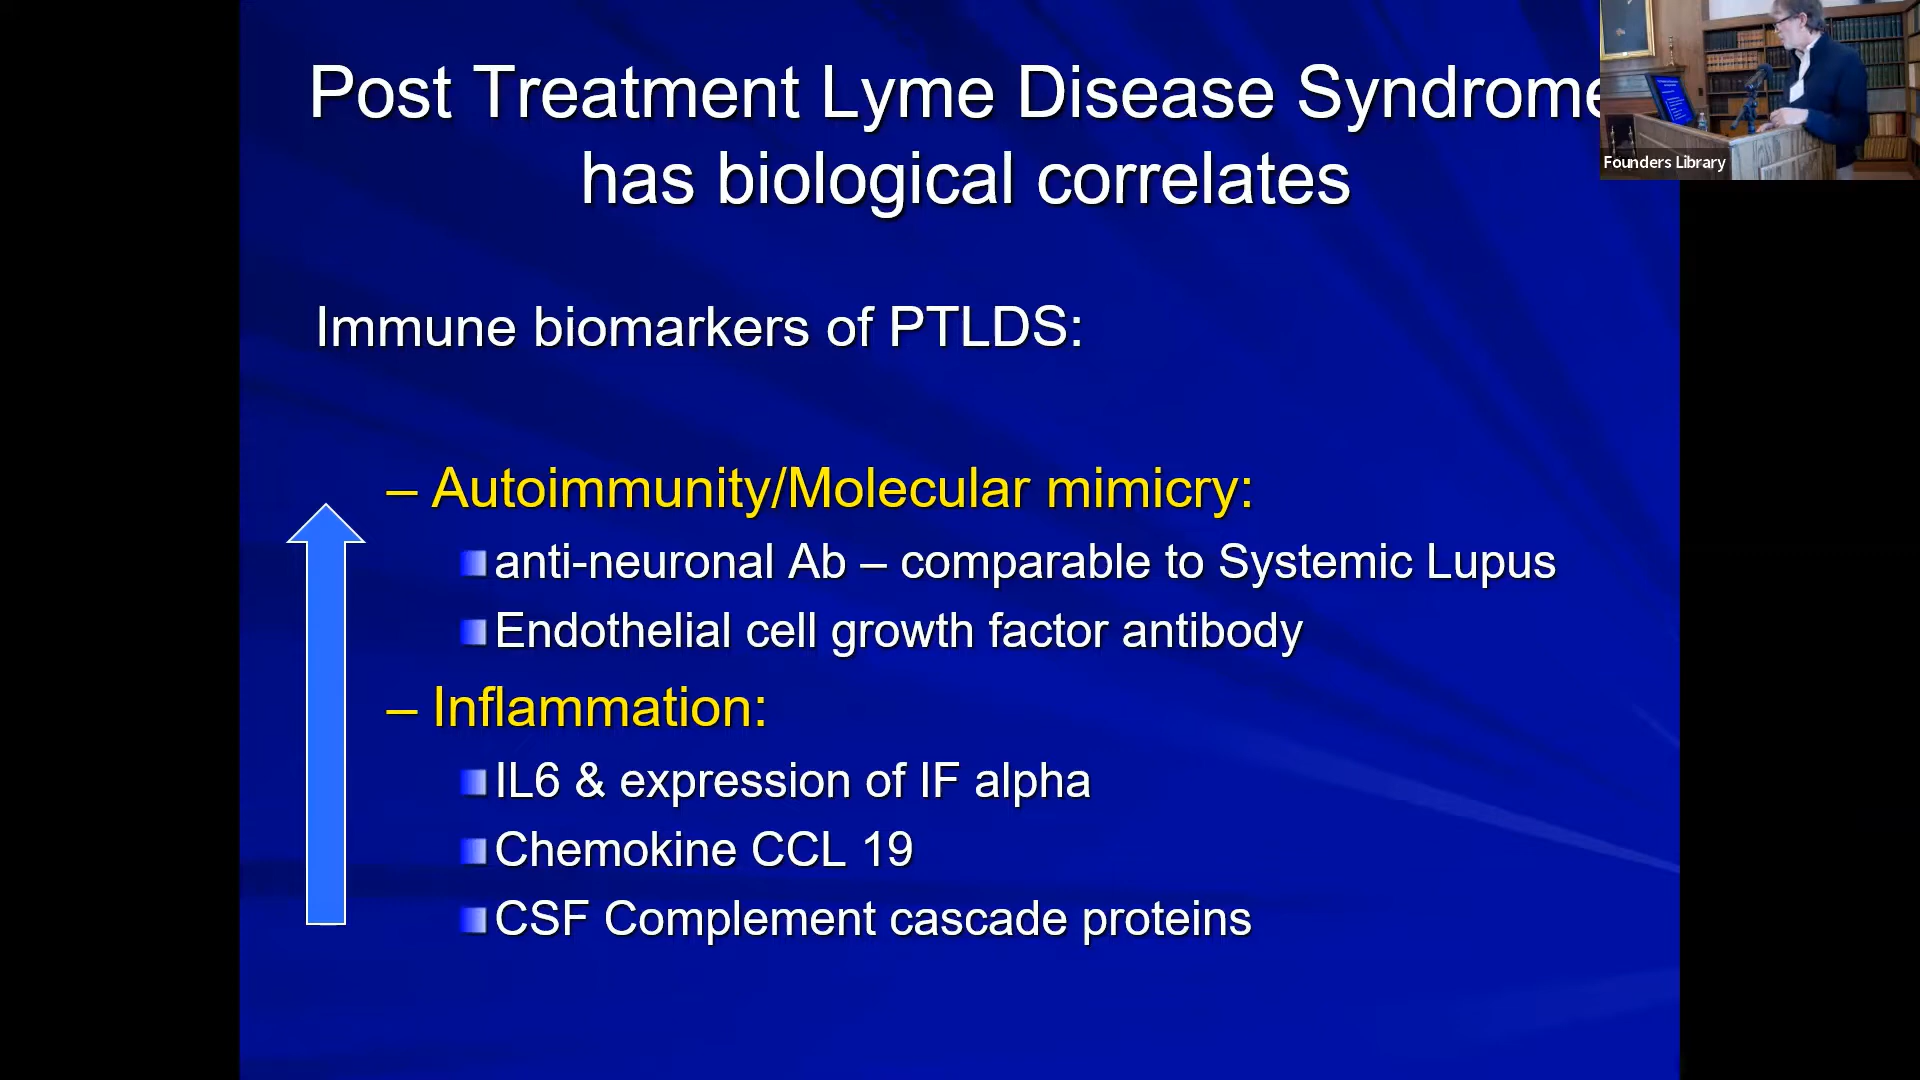 Post Treatment Lyme Disease Syndrome
has biological correlates
Founders Library
Immune biomarkers of PTLDS:
– Autoimmunity/Molecular mimicry:
anti-neuronal Ab – comparable to Systemic Lupus
Endothelial cell growth factor antibody
– Inflammation:
IL6 & expression of IF alpha
Chemokine CCL 19
CSF Complement cascade proteins